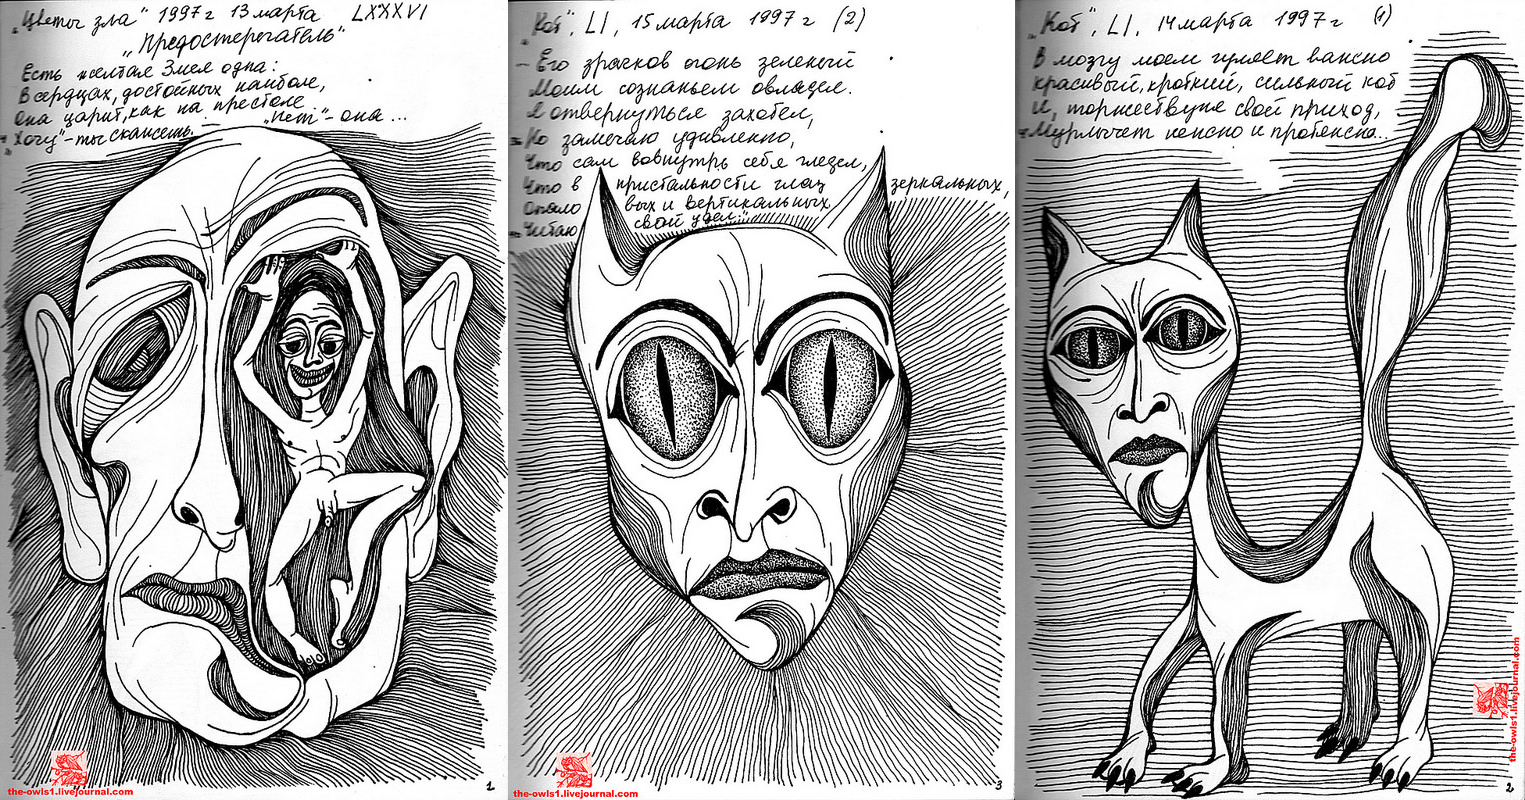 "Цветы зла" 1997 г 13 марта LXXXVI
"Предостерегатель"
Есть желтая Змея одна:
В сердцах, достойных наиболе,
Она царит, как на престоле
"Хочу" - ты скажешь. - "нет" - она ...
1
the-owls1.livejournal.com
"Кот", LI, 15 марта 1997 г (2)
- Его зрачков огонь зеленый
Моим сознаньем овладел.
Я отвернуться захотел,
Но замечаю удивленно,
Что сам вовнутрь себя глядел,
Что в пристальности глаз зеркальных,
вых и вертикальных
Читаю свой удел..."
3
the-owls1.livejournal.com
"Кот", LI, 14 марта 1997 г (1)
В мозгу моем гуляет важно
красивый, кроткий, сильный кот
И, торжествуя свой приход,
Мурлычет нежно и протяжно...
2
the-owls1.livejournal.com